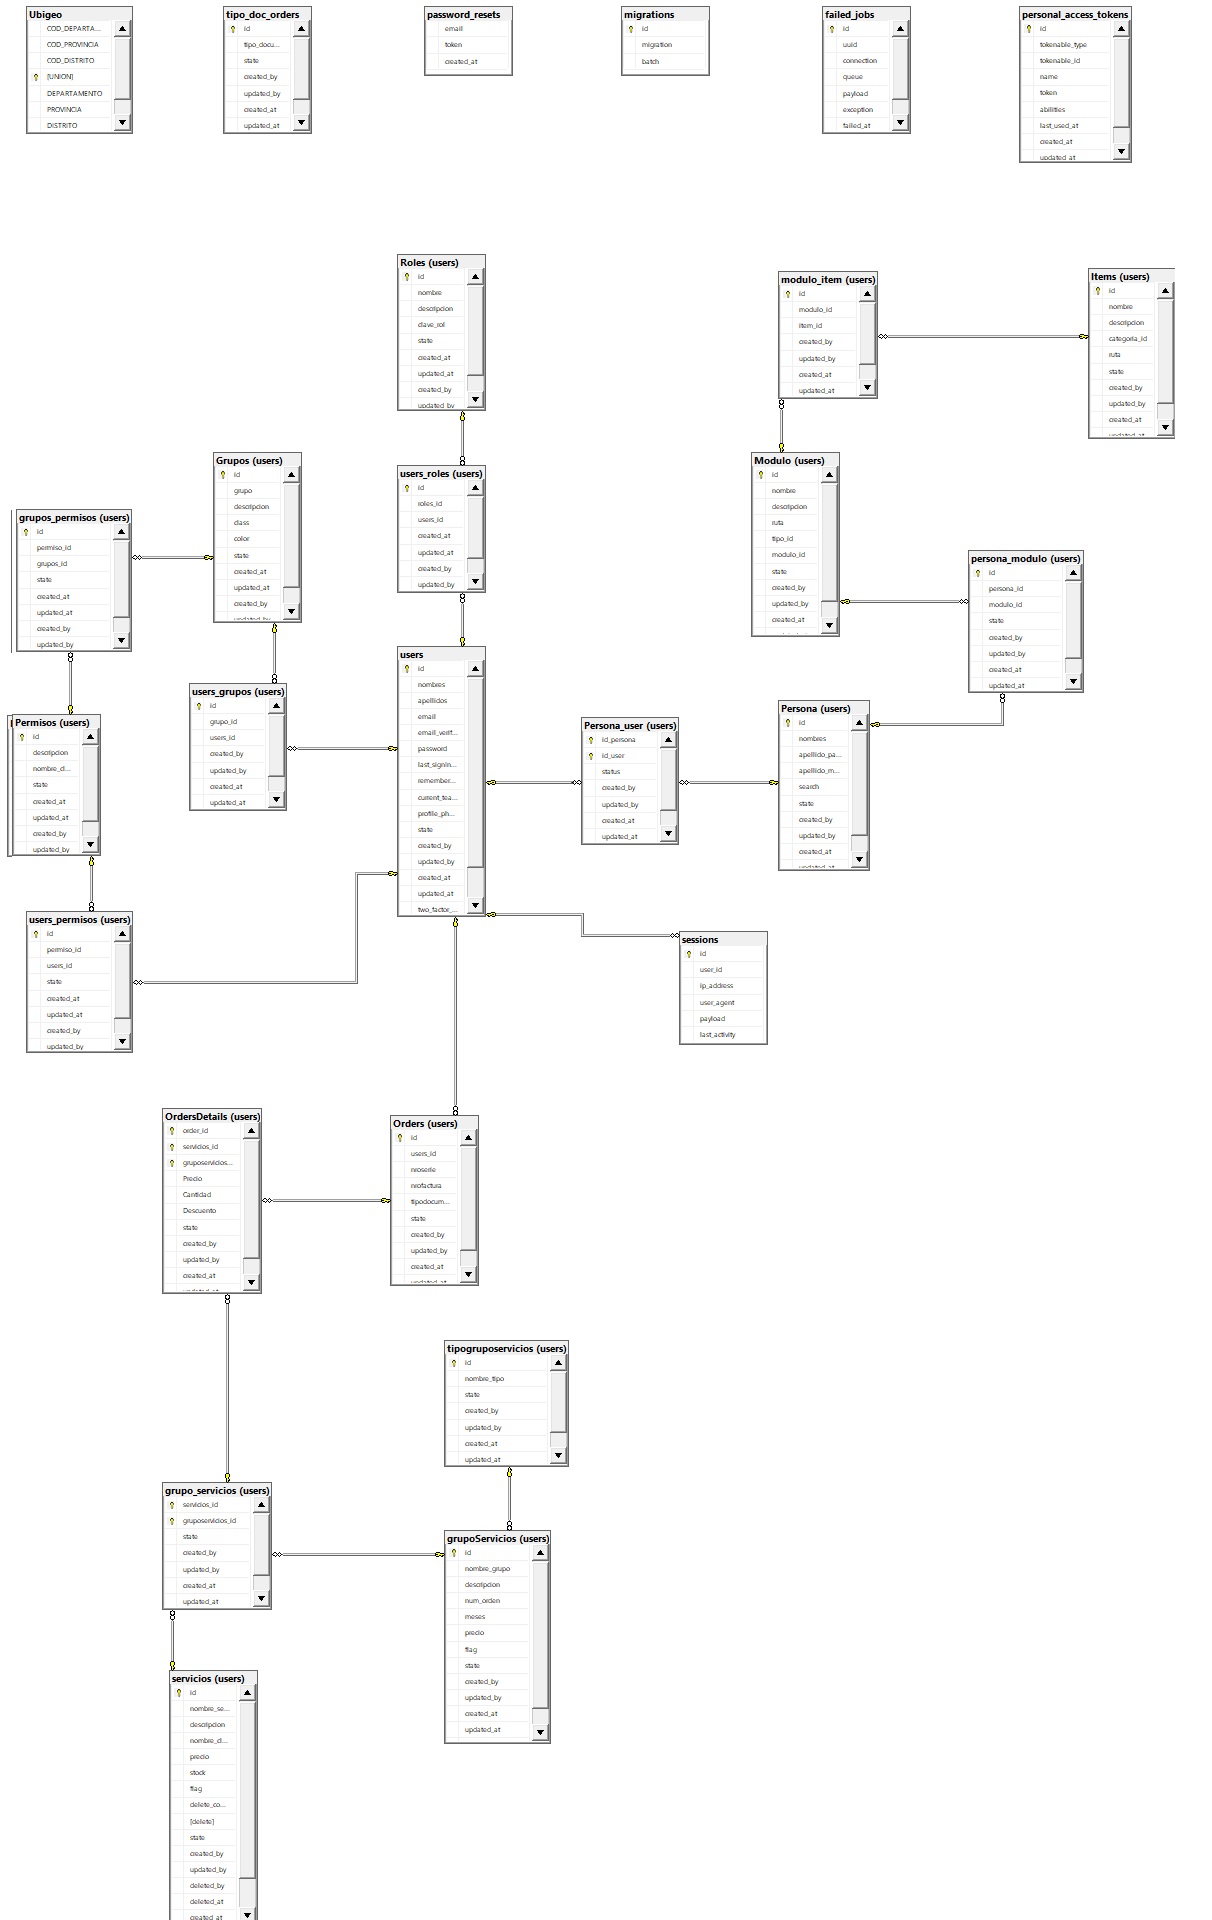 Ubigeo
COD_DEPARTA...
COD_PROVINCIA
COD_DISTRITO
[UNION]
DEPARTAMENTO
PROVINCIA
DISTRITO
tipo_doc_orders
id
tipo_docu...
state
created_by
updated_by
created_at
updated_at
password_resets
email
token
created_at
migrations
id
migration
batch
failed_jobs
id
uuid
connection
queue
payload
exception
failed_at
personal_access_tokens
id
tokenable_type
tokenable_id
name
token
abilities
last_used_at
created_at
updated_at
Roles (users)
id
nombre
descripcion
clave_rol
state
created_at
updated_at
created_by
updated_by
modulo_item (users)
id
modulo_id
item_id
created_by
updated_by
created_at
updated_at
Items (users)
id
nombre
descripcion
categoria_id
ruta
state
created_by
updated_by
created_at
updated_at
Grupos (users)
id
grupo
descripcion
class
color
state
created_at
updated_at
created_by
updated_by
users_roles (users)
id
roles_id
users_id
created_at
updated_at
created_by
updated_by
Modulo (users)
id
nombre
descripcion
ruta
tipo_id
modulo_id
state
created_by
updated_by
created_at
grupos_permisos (users)
id
permiso_id
grupos_id
state
created_at
updated_at
created_by
updated_by
persona_modulo (users)
id
persona_id
modulo_id
state
created_by
updated_by
created_at
updated_at
users
id
nombres
apellidos
email
email_verif...
password
last_signin...
remember...
current_tea...
profile_ph...
state
created_by
updated_by
created_at
updated_at
two_factor_...
users_grupos (users)
id
grupo_id
users_id
created_by
updated_by
created_at
updated_at
Permisos (users)
id
descripcion
nombre_cl...
state
created_at
updated_at
created_by
updated_by
Persona_user (users)
id_persona
id_user
status
created_by
updated_by
created_at
updated_at
Persona (users)
id
nombres
apellido_pa...
apellido_m...
search
state
created_by
updated_by
created_at
updated_at
users_permisos (users)
id
permiso_id
users_id
state
created_at
updated_at
created_by
updated_by
sessions
id
user_id
ip_address
user_agent
payload
last_activity
OrdersDetails (users)
order_id
servicios_id
gruposervicios...
Precio
Cantidad
Descuento
state
created_by
updated_by
created_at
Orders (users)
id
users_id
nroserie
nrofactura
tipodocum...
state
created_by
updated_by
created_at
updated_at
tipogruposervicios (users)
id
nombre_tipo
state
created_by
updated_by
created_at
updated_at
grupo_servicios (users)
servicios_id
gruposervicios_id
state
created_by
updated_by
created_at
updated_at
grupoServicios (users)
id
nombre_grupo
descripcion
num_orden
meses
precio
flag
state
created_by
updated_by
created_at
updated_at
servicios (users)
id
nombre_se...
descripcion
nombre_cl...
precio
stock
flag
delete_co...
[delete]
state
created_by
updated_by
deleted_by
deleted_at
created_at